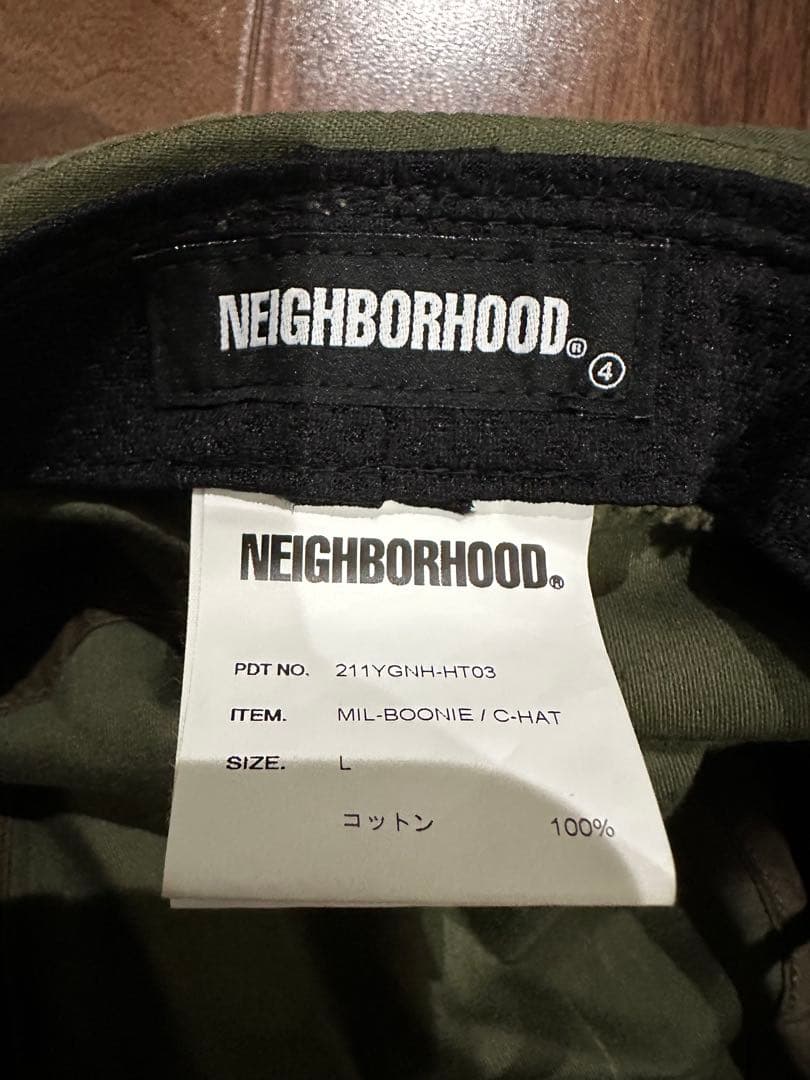 NEIGHBORHOOD® ④
NEIGHBORHOOD®
PDT NO. 211YGNH-HT03
ITEM. MIL-BOONIE / C-HAT
SIZE. L
コットン 100%